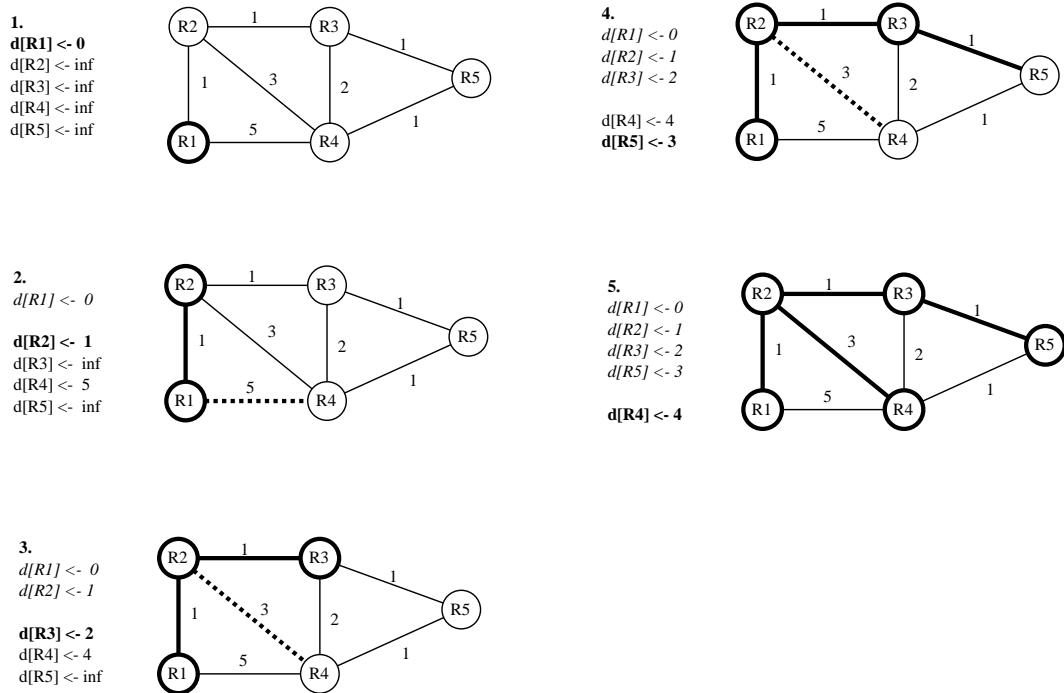 1.
d[R1] <- 0
d[R2] <- inf
d[R3] <- inf
d[R4] <- inf
d[R5] <- inf
R2 1 R3
1
R5
1 3 2
1
R1 5 R4
2.
d[R1] <- 0
d[R2] <- 1
d[R3] <- inf
d[R4] <- 5
d[R5] <- inf
R2 1 R3
1
R5
1 3 2
1
R1 5 R4
3.
d[R1] <- 0
d[R2] <- 1
d[R3] <- 2
d[R4] <- 4
d[R5] <- inf
R2 1 R3
1
R5
1 3 2
1
R1 5 R4
4.
d[R1] <- 0
d[R2] <- 1
d[R3] <- 2
d[R4] <- 4
d[R5] <- 3
R2 1 R3
1
R5
1 3 2
1
R1 5 R4
5.
d[R1] <- 0
d[R2] <- 1
d[R3] <- 2
d[R5] <- 3
d[R4] <- 4
R2 1 R3
1
R5
1 3 2
1
R1 5 R4